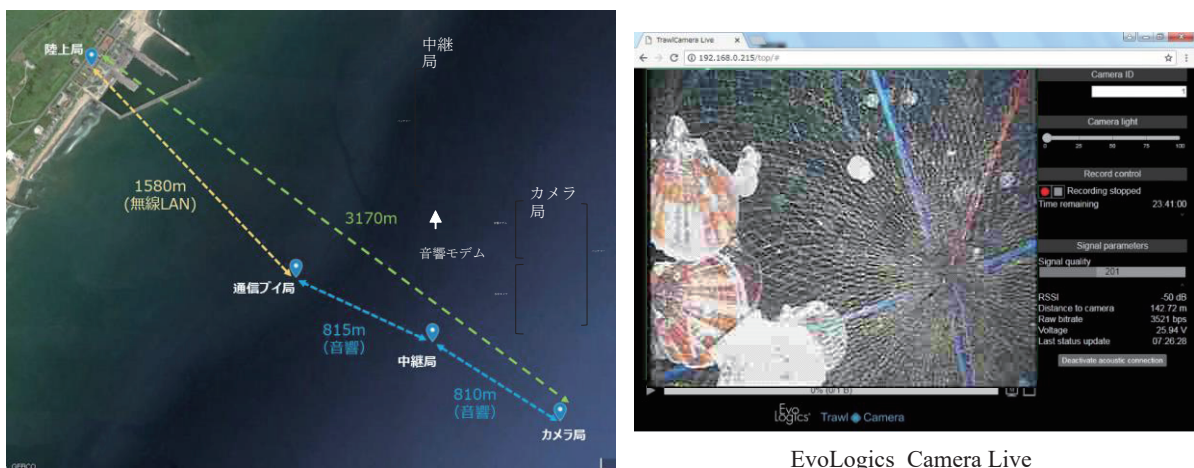 陸上局
中継
局
1580m
(無線LAN)
3170m
カメラ
局
音響モデム
通信ブイ局
815m
(音響)
中継局
810m
(音響)
カメラ局
GEBCO
TrawlCamera Live
192.168.0.215/top/#
Camera ID
1
Camera light
0 25 50 75 100
Record control
Recording stopped
Time remaining 23:41:00
-
Signal parameters
Signal quality
201
-
RSSI -50 dB
Distance to camera 142.72 m
Raw bitrate 3521 bps
Voltage 25.94 V
Last status update 07:26:28
Deactivate acoustic connection
0% (0/1 B)
EvoLogics Trawl Camera
EvoLogics Camera Live